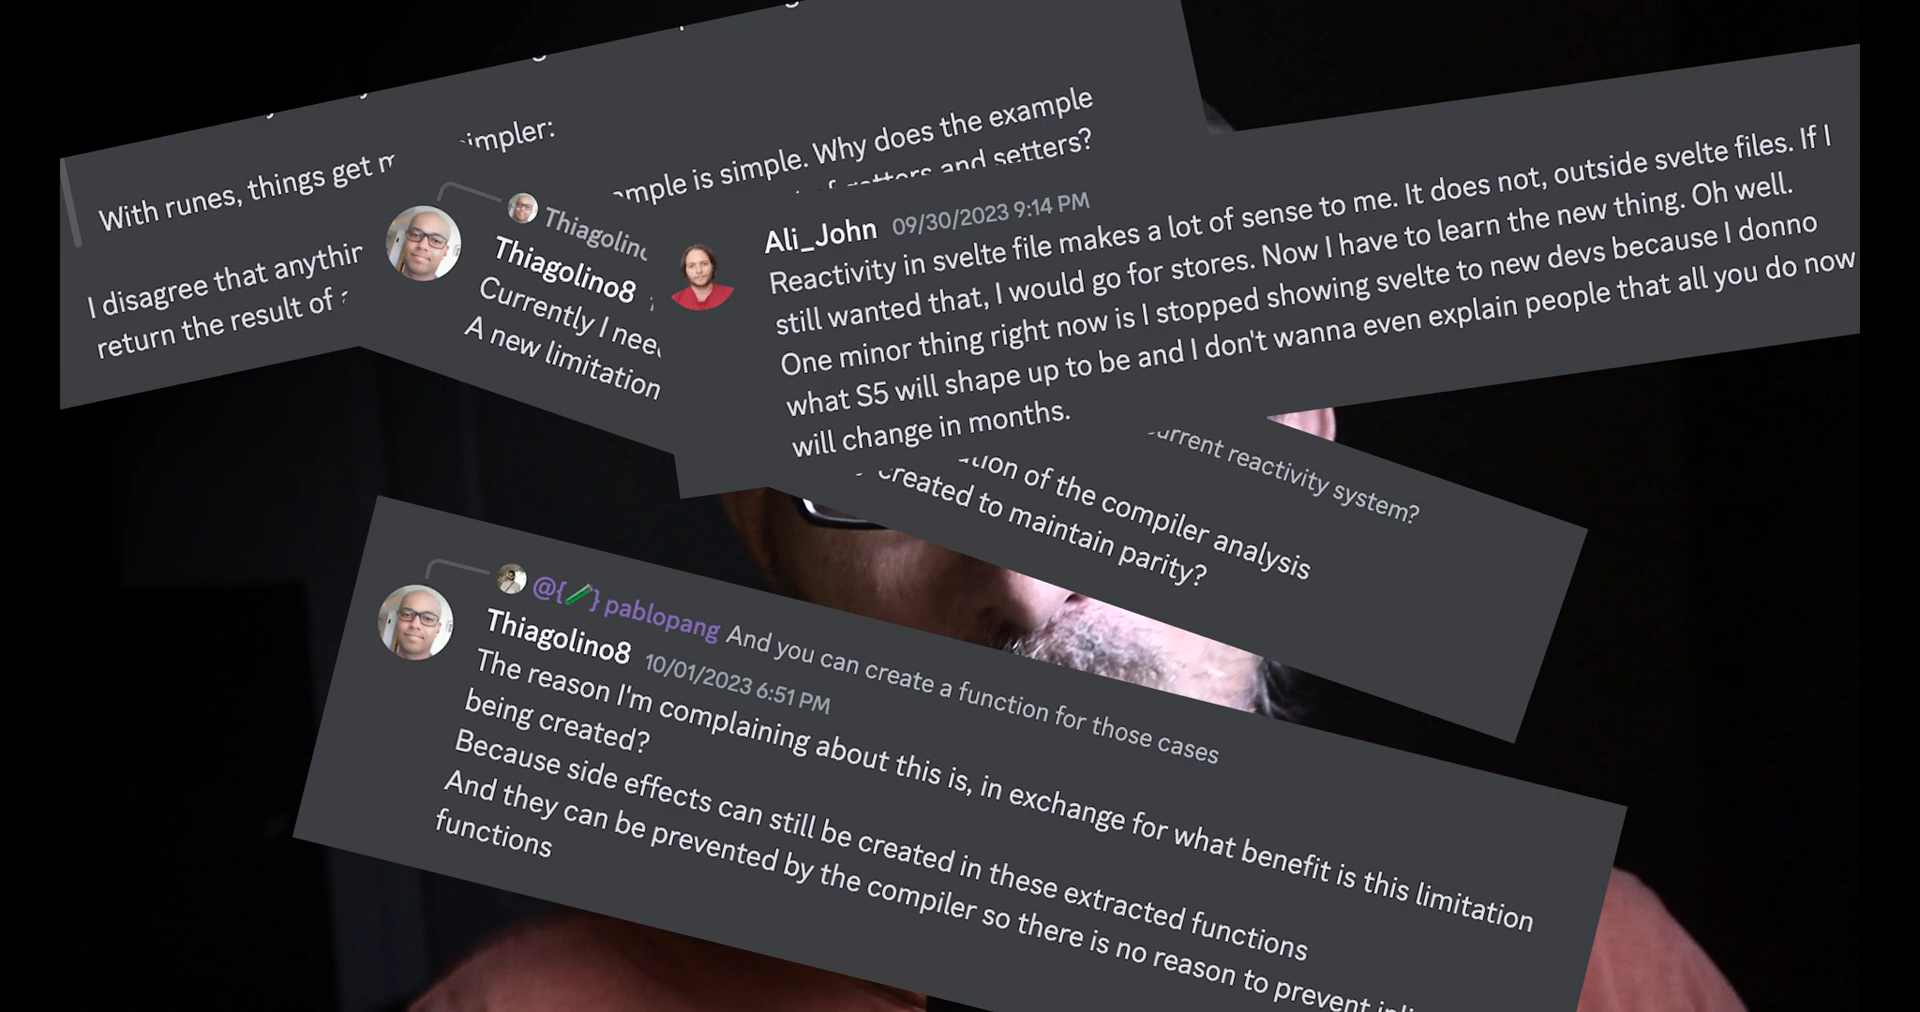 With runes, things get
simpler:
I disagree that
return the result of
is simple. Why does the example
and setters?
Thiagolino8
Currently I
A new limitation
current reactivity system?
of the compiler analysis
created to maintain parity?
Ali_John 09/30/2023 9:14 PM
Reactivity in svelte file makes a lot of sense to me. It does not, outside svelte files. If I
still wanted that, I would go for stores. Now I have to learn the new thing. Oh well.
One minor thing right now is I stopped showing svelte to new devs because I donno
what S5 will shape up to be and I don't wanna even explain people that all you do now
will change in months.
@{} pablopang And you can create a function for those cases
Thiagolino8 10/01/2023 6:51 PM
The reason I'm complaining about this is, in exchange for what benefit is this limitation
being created?
Because side effects can still be created in these extracted functions
And they can be prevented by the compiler so there is no reason to prevent
functions